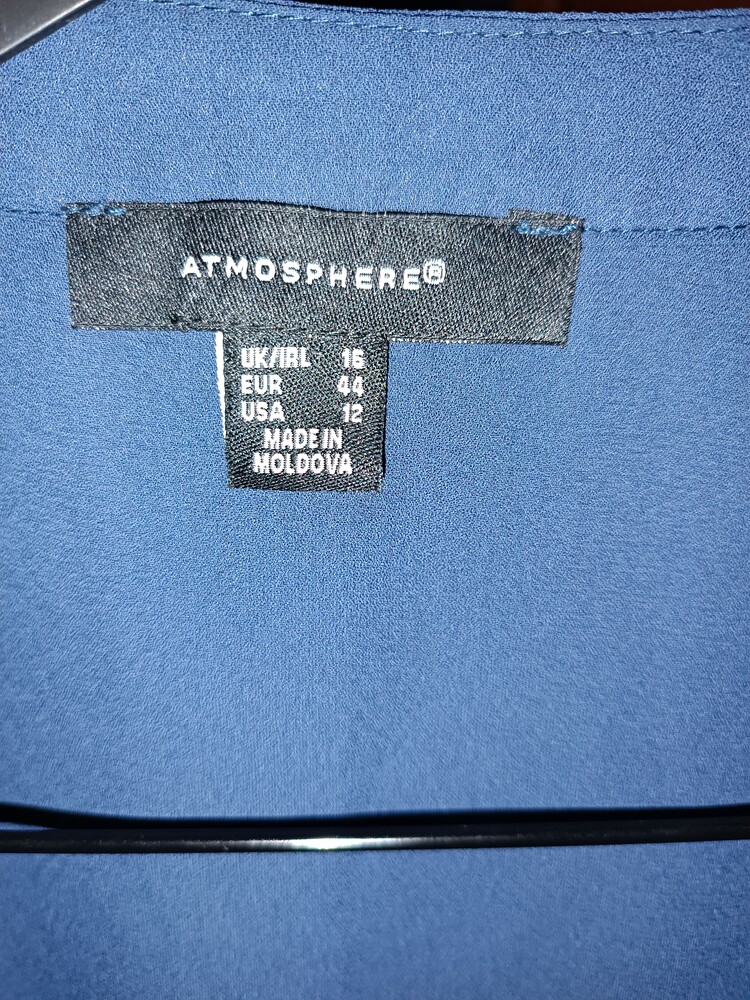 ATMOSPHERE®
UK/IRL 16
EUR 44
USA 12
MADE IN
MOLDOVA